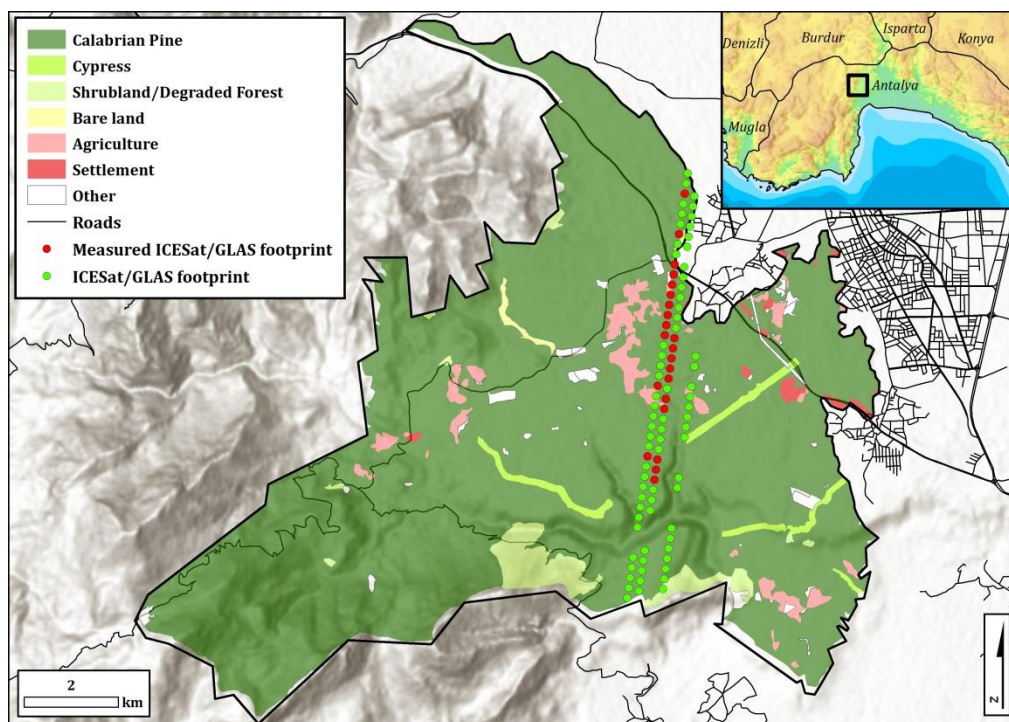 Calabrian Pine
Cypress
Shrubland/Degraded Forest
Bare land
Agriculture
Settlement
Other
Roads
Measured ICESat/GLAS footprint
ICESat/GLAS footprint
Denizli
Burdur
Isparta
Konya
Antalya
Mugla
2
km
N